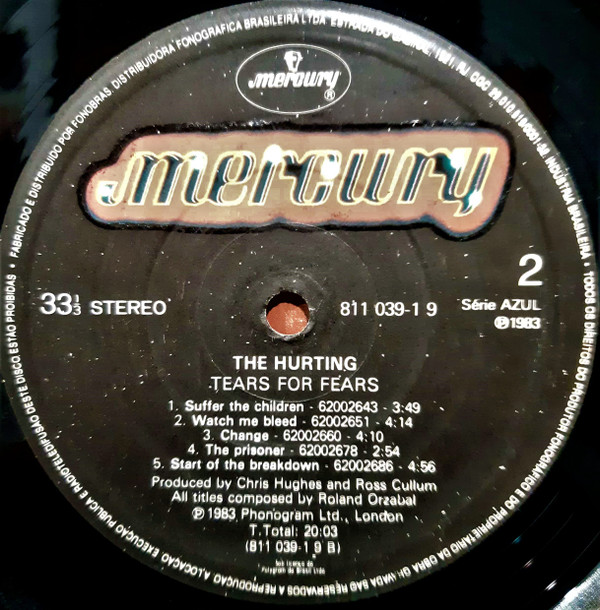 FABRICADO E DISTRIBUIDO POR FONOBRAS, DISTRIBUIDORA FONOGRAFICA BRASILEIRA LTDA ESTRADA DO
INDUSTRIA BRASILEIRA • TODOS OS DIREITOS DO PRODUTOR FONOGRAFICO E DO PROPRIETARIO DA OBRA
RESERVADOS A REPRODUÇÃO A LOCAÇÃO EXECUÇÃO PUBLICA E RADIOTELEDIFUSÃO DESTE DISCO ESTÃO PROIBIDAS •
mercury
®
mercury
2
33⅓ STEREO
811 039-1 9
Série AZUL
℗1983
THE HURTING
TEARS FOR FEARS
1. Suffer the children - 62002643 - 3:49
2. Watch me bleed - 62002651 - 4:14
3. Change - 62002660 - 4:10
4. The prisoner - 62002678 - 2:54
5. Start of the breakdown - 62002686 - 4:56
Produced by Chris Hughes and Ross Cullum
All titles composed by Roland Orzabal
℗ 1983 Phonogram Ltd., London
T.Total: 20:03
(811 039-1 9 B)